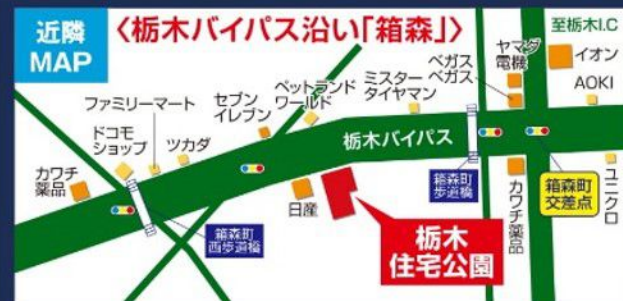 近隣
MAP
〈栃木バイパス沿い「箱森」〉
至栃木I.C
ヤマダ
電機
イオン
ベガス
ベガス
AOKI
ミスター
タイヤマン
ペットランド
ワールド
セブン
イレブン
ファミリーマート
ドコモ
ショップ
ツカダ
カワチ
薬品
栃木バイパス
箱森町
歩道橋
箱森町
交差点
ユニクロ
カワチ薬品
日産
箱森町
西歩道橋
栃木
住宅公園